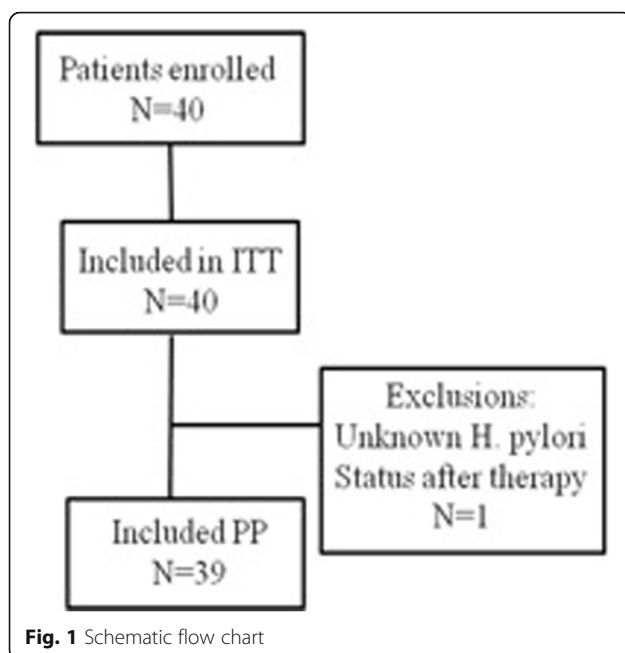 Patients enrolled
N=40
Included in ITT
N=40
Exclusions:
Unknown H. pylori
Status after therapy
N=1
Included PP
N=39
Fig. 1 Schematic flow chart